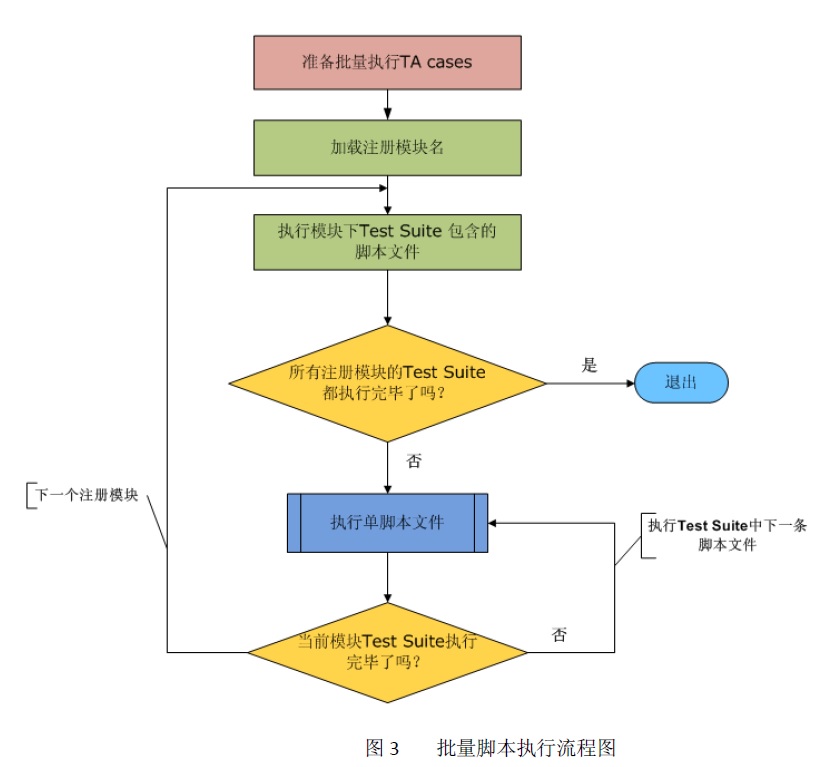 准备批量执行TA cases
加载注册模块名
执行模块下Test Suite 包含的
脚本文件
所有注册模块的Test Suite
都执行完毕了吗？
是
退出
否
下一个注册模块
执行单脚本文件
执行Test Suite中下一条
脚本文件
当前模块Test Suite执行
完毕了吗？
否
图 3 批量脚本执行流程图